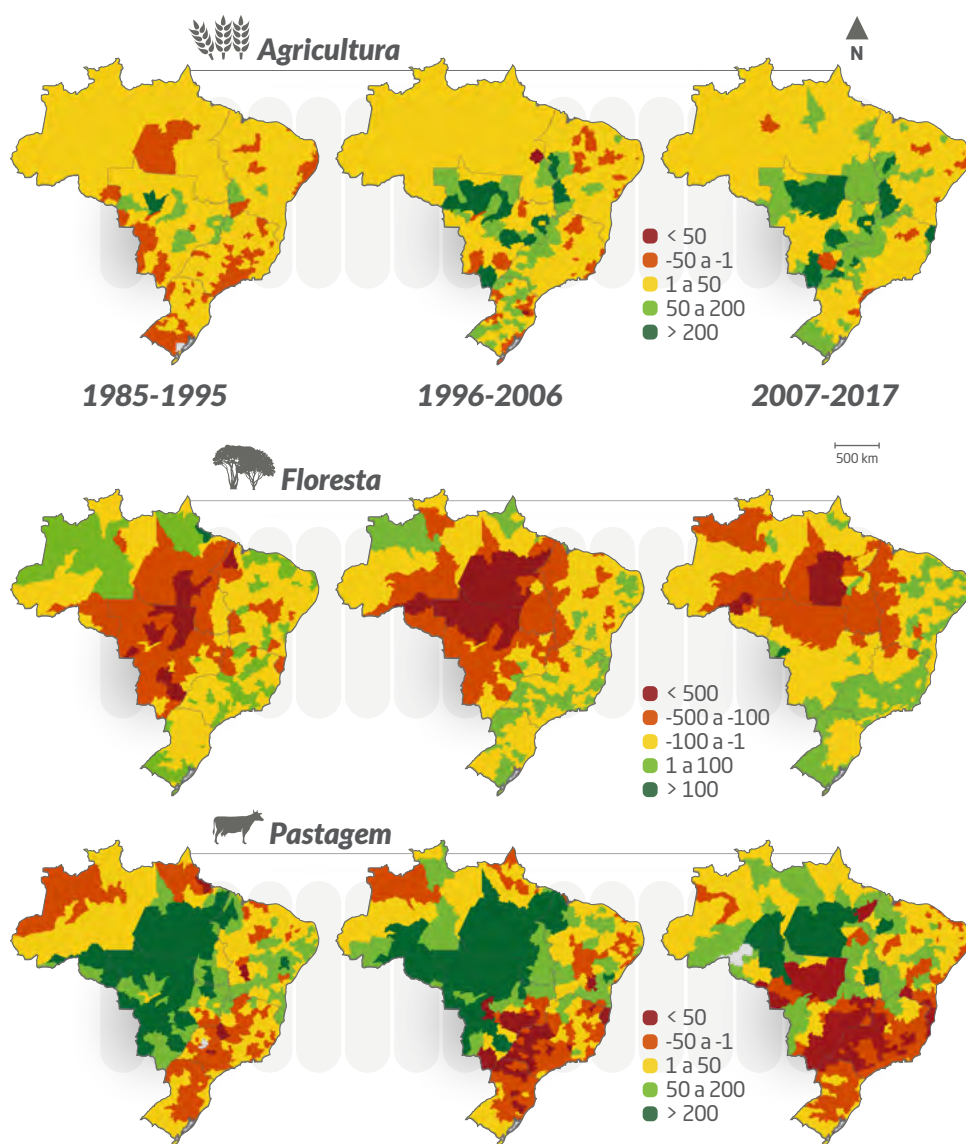 Agricultura
N
< 50
-50 a -1
1 a 50
50 a 200
> 200
1985-1995
1996-2006
2007-2017
500 km
Floresta
< 500
-500 a -100
-100 a -1
1 a 100
> 100
Pastagem
< 50
-50 a -1
1 a 50
50 a 200
> 200